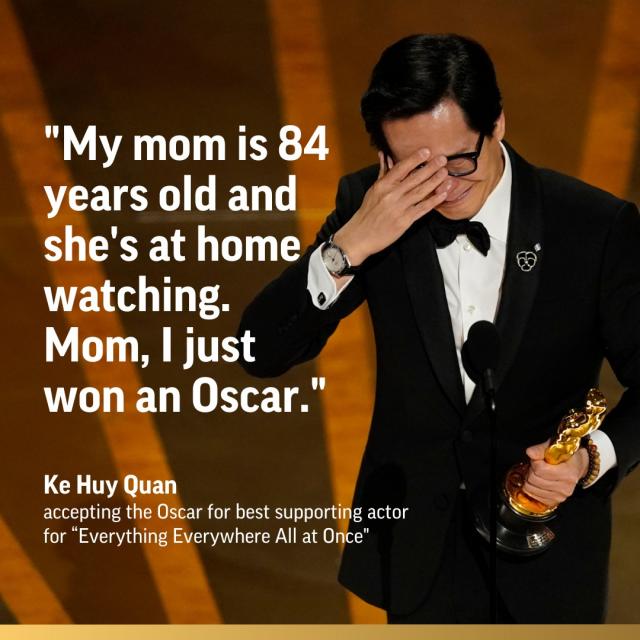 "My mom is 84
years old and
she's at home
watching.
Mom, I just
won an Oscar."
Ke Huy Quan
accepting the Oscar for best supporting actor
for “Everything Everywhere All at Once"